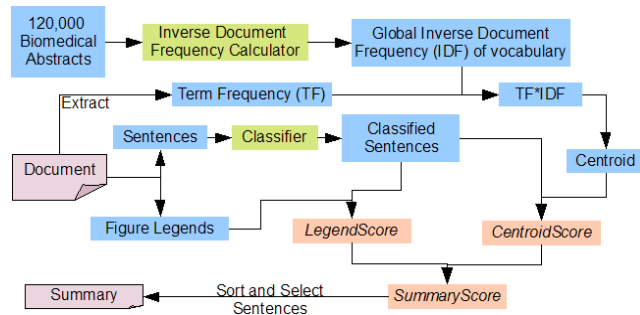 120,000
Biomedical
Abstracts
Inverse Document
Frequency Calculator
Global Inverse Document
Frequency (IDF) of vocabulary
Extract
Term Frequency (TF)
TF*IDF
Sentences
Classifier
Classified
Sentences
Document
Centroid
Figure Legends
LegendScore
CentroidScore
Summary
Sort and Select
Sentences
SummaryScore